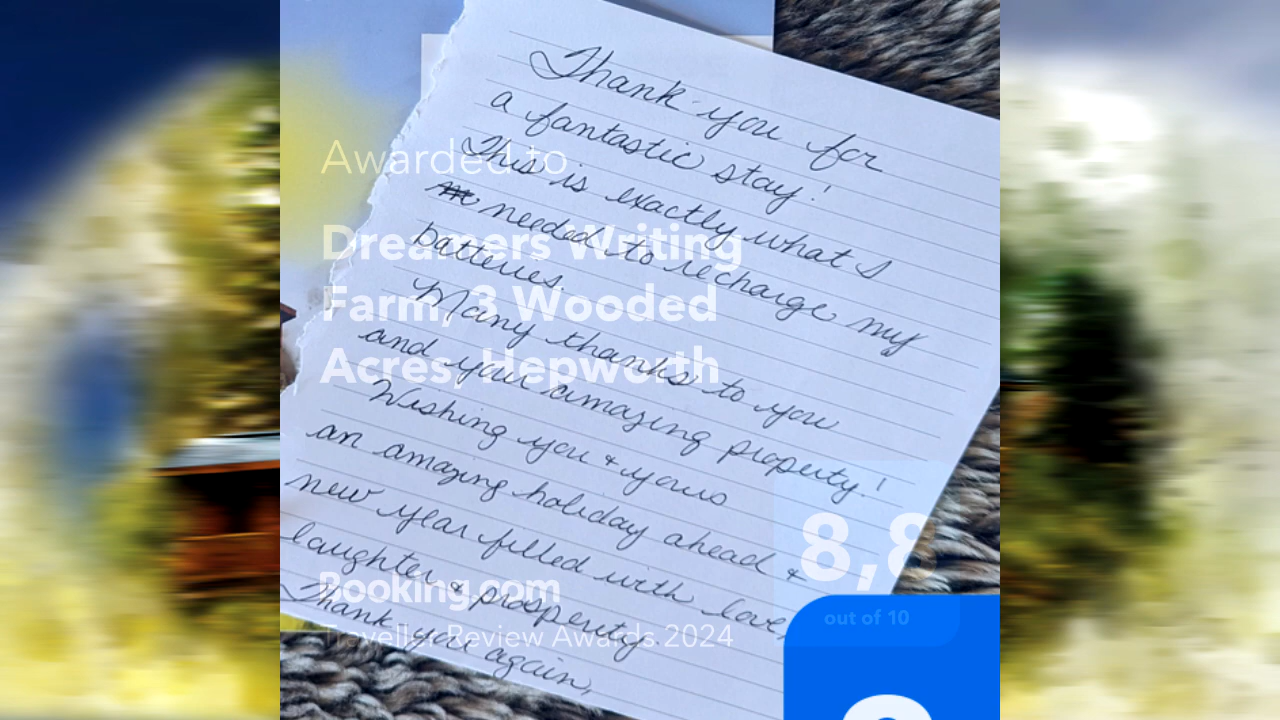 Thank you for
a fantastic stay!
This is exactly what I
needed to recharge my
batteries.
Many thanks to you
and your amazing property!
Wishing you & yours
an amazing holiday ahead &
new year filled with love,
laughter & prosperity
Thank you again,
Awarded to
Dreamers Writing
Farm, 3 Wooded
Acres, Hepworth
8,8
out of 10
Booking.com
Traveller Review Awards 2024